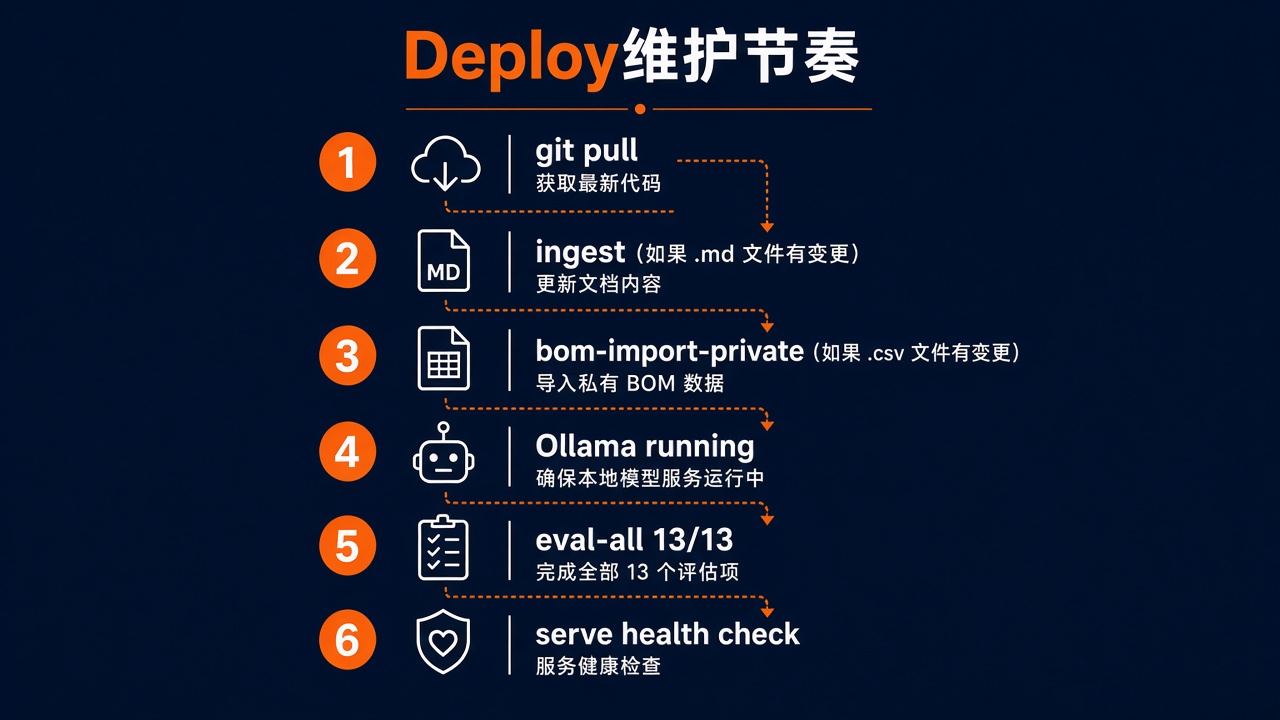 Deploy维护节奏
1
git pull
获取最新代码
2
MD
ingest（如果 .md 文件有变更）
更新文档内容
3
bom-import-private（如果 .csv 文件有变更）
导入私有 BOM 数据
4
Ollama running
确保本地模型服务运行中
5
eval-all 13/13
完成全部 13 个评估项
6
serve health check
服务健康检查